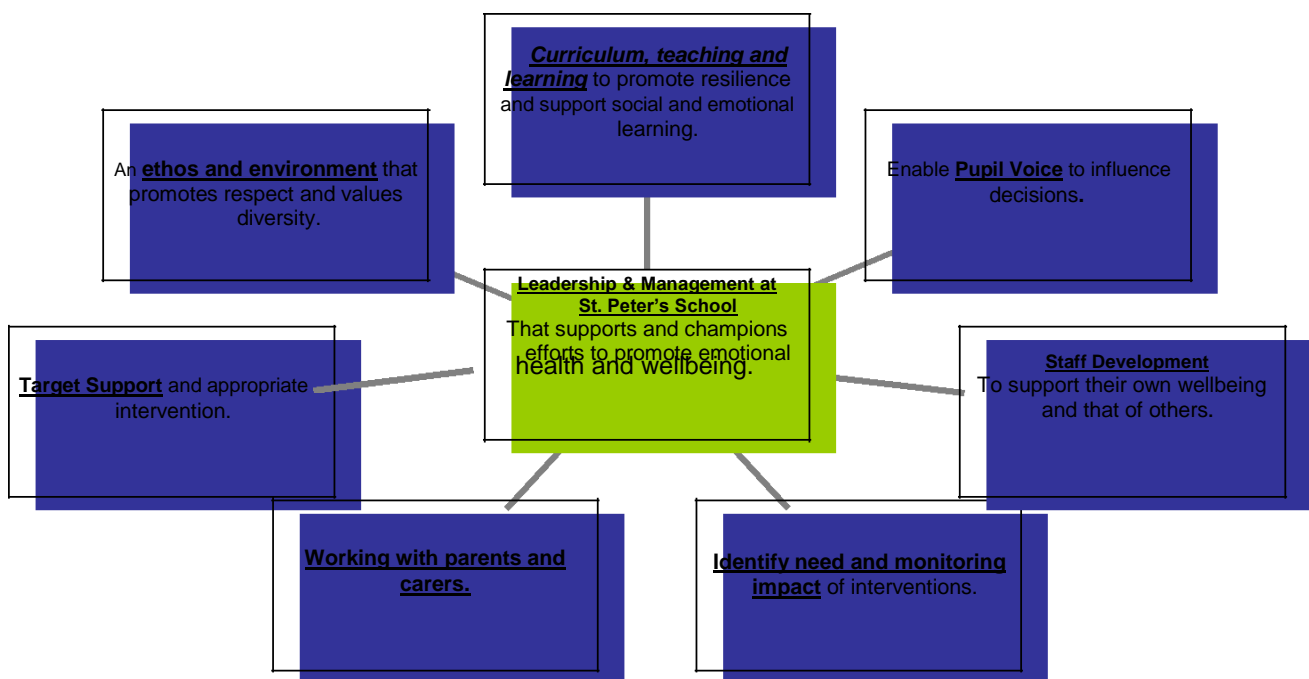 Curriculum, teaching and
learning to promote resilience
and support social and emotional
learning.
An ethos and environment that
promotes respect and values
diversity.
Enable Pupil Voice to influence
decisions.
Leadership & Management at
St. Peter's School
That supports and champions
efforts to promote emotional
health and wellbeing.
Target Support and appropriate
intervention.
Staff Development
To support their own wellbeing
and that of others.
Working with parents and
carers.
Identify need and monitoring
impact of interventions.